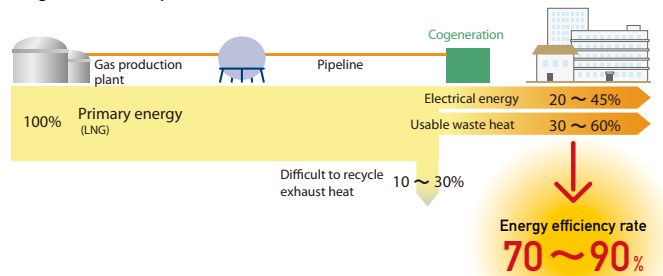 Cogeneration
Gas production
plant
Pipeline
Electrical energy 20〜45%
100% Primary energy
(LNG)
Usable waste heat 30〜60%
Difficult to recycle
exhaust heat
10〜30%
Energy efficiency rate
70〜90%